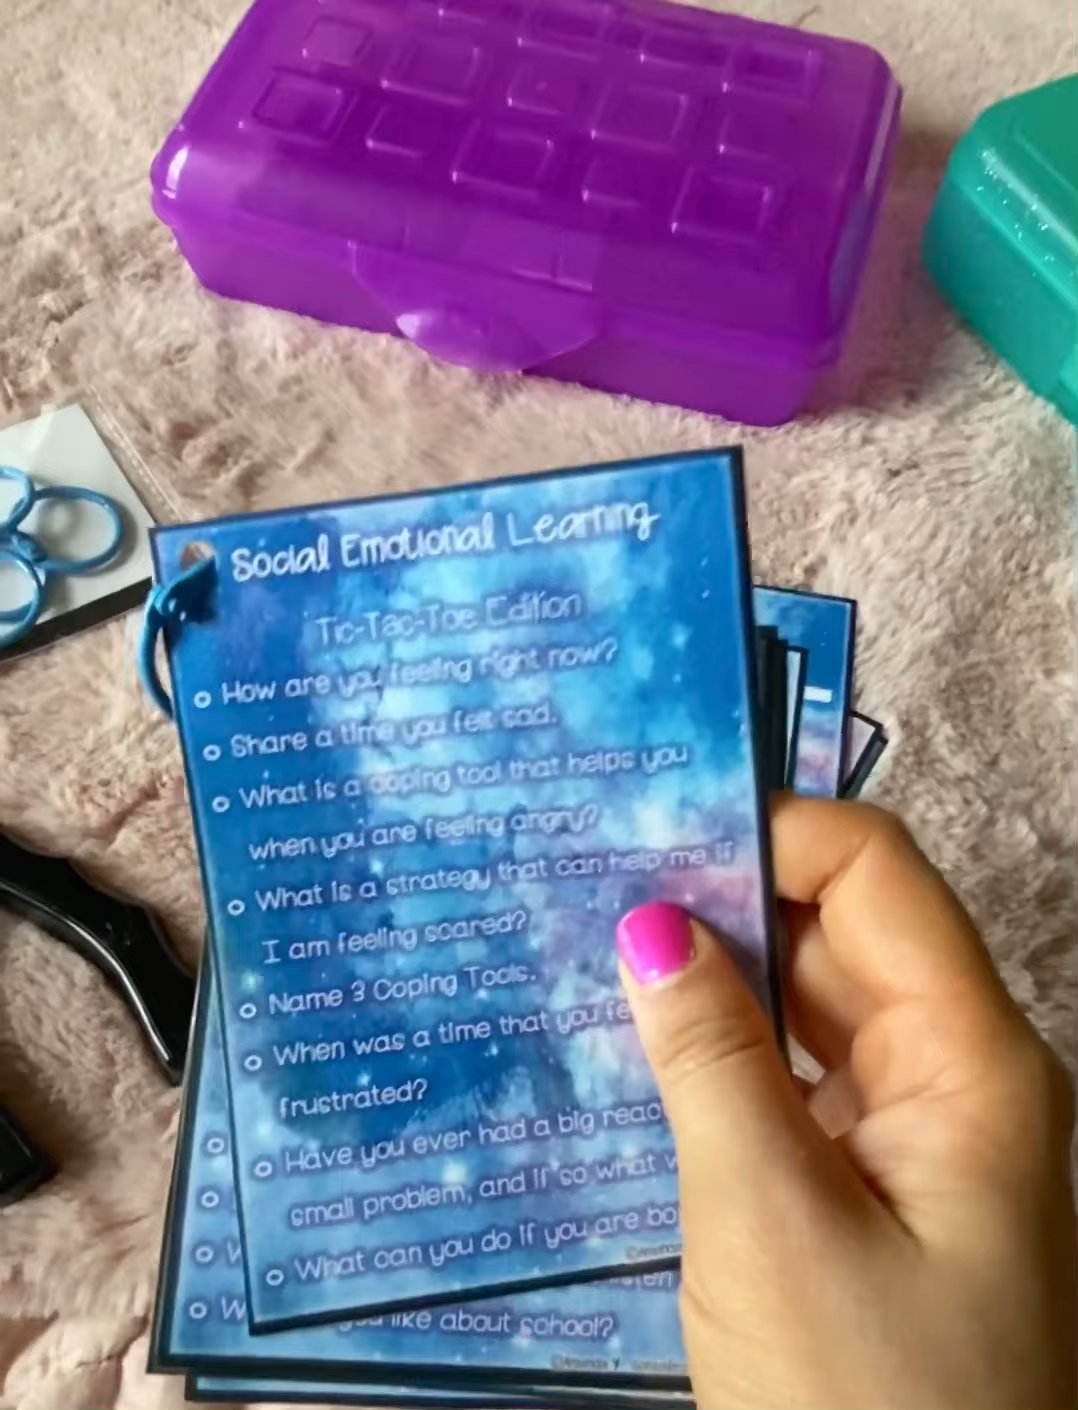 Social Emotional Learning
Tic-Tac-Toe Edition
How are you feeling right now?
Share a time you felt sad.
What is a coping tool that helps you
when you are feeling angry?
What is a strategy that can help me if
I am feeling scared?
Name 3 Coping Tools.
When was a time that you
frustrated?
Have you ever had a big
small problem, and if so what
What can you do if you are
like about school?